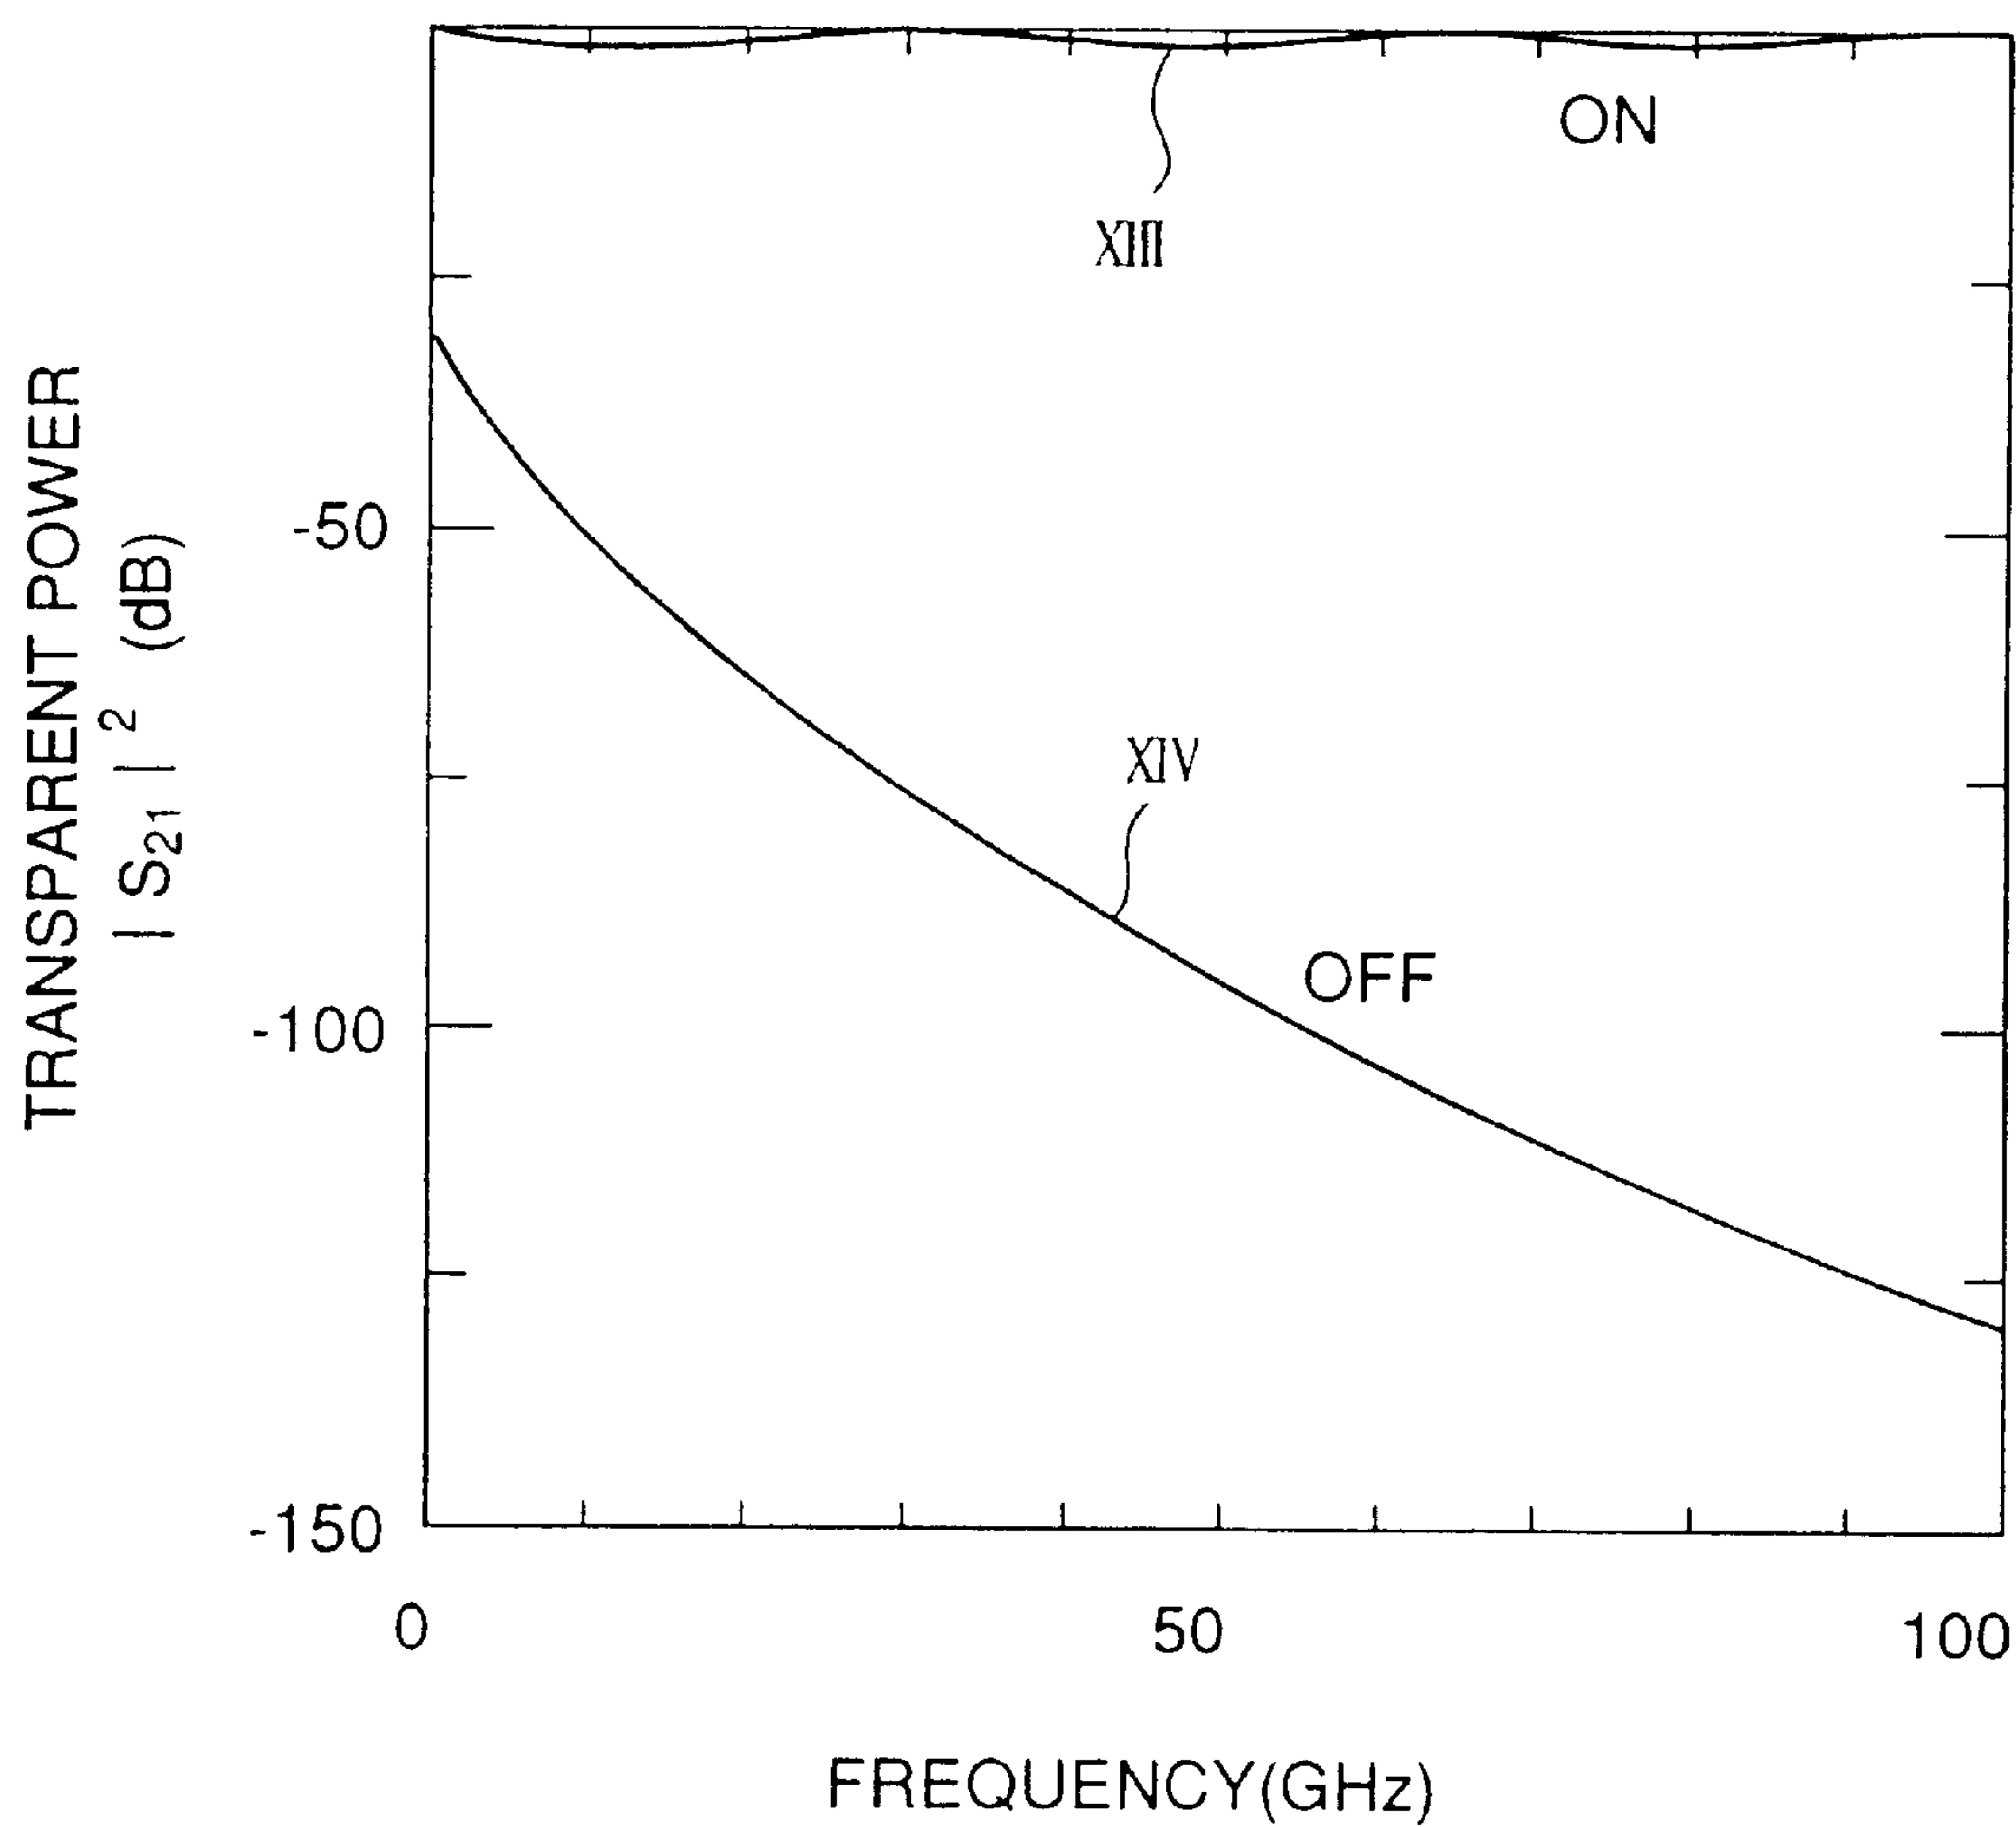 TRANSPARENT POWER
| S21 | 2 (dB)
ON
XIII
-50
XIV
OFF
-100
-150
0
50
100
FREQUENCY(GHz)